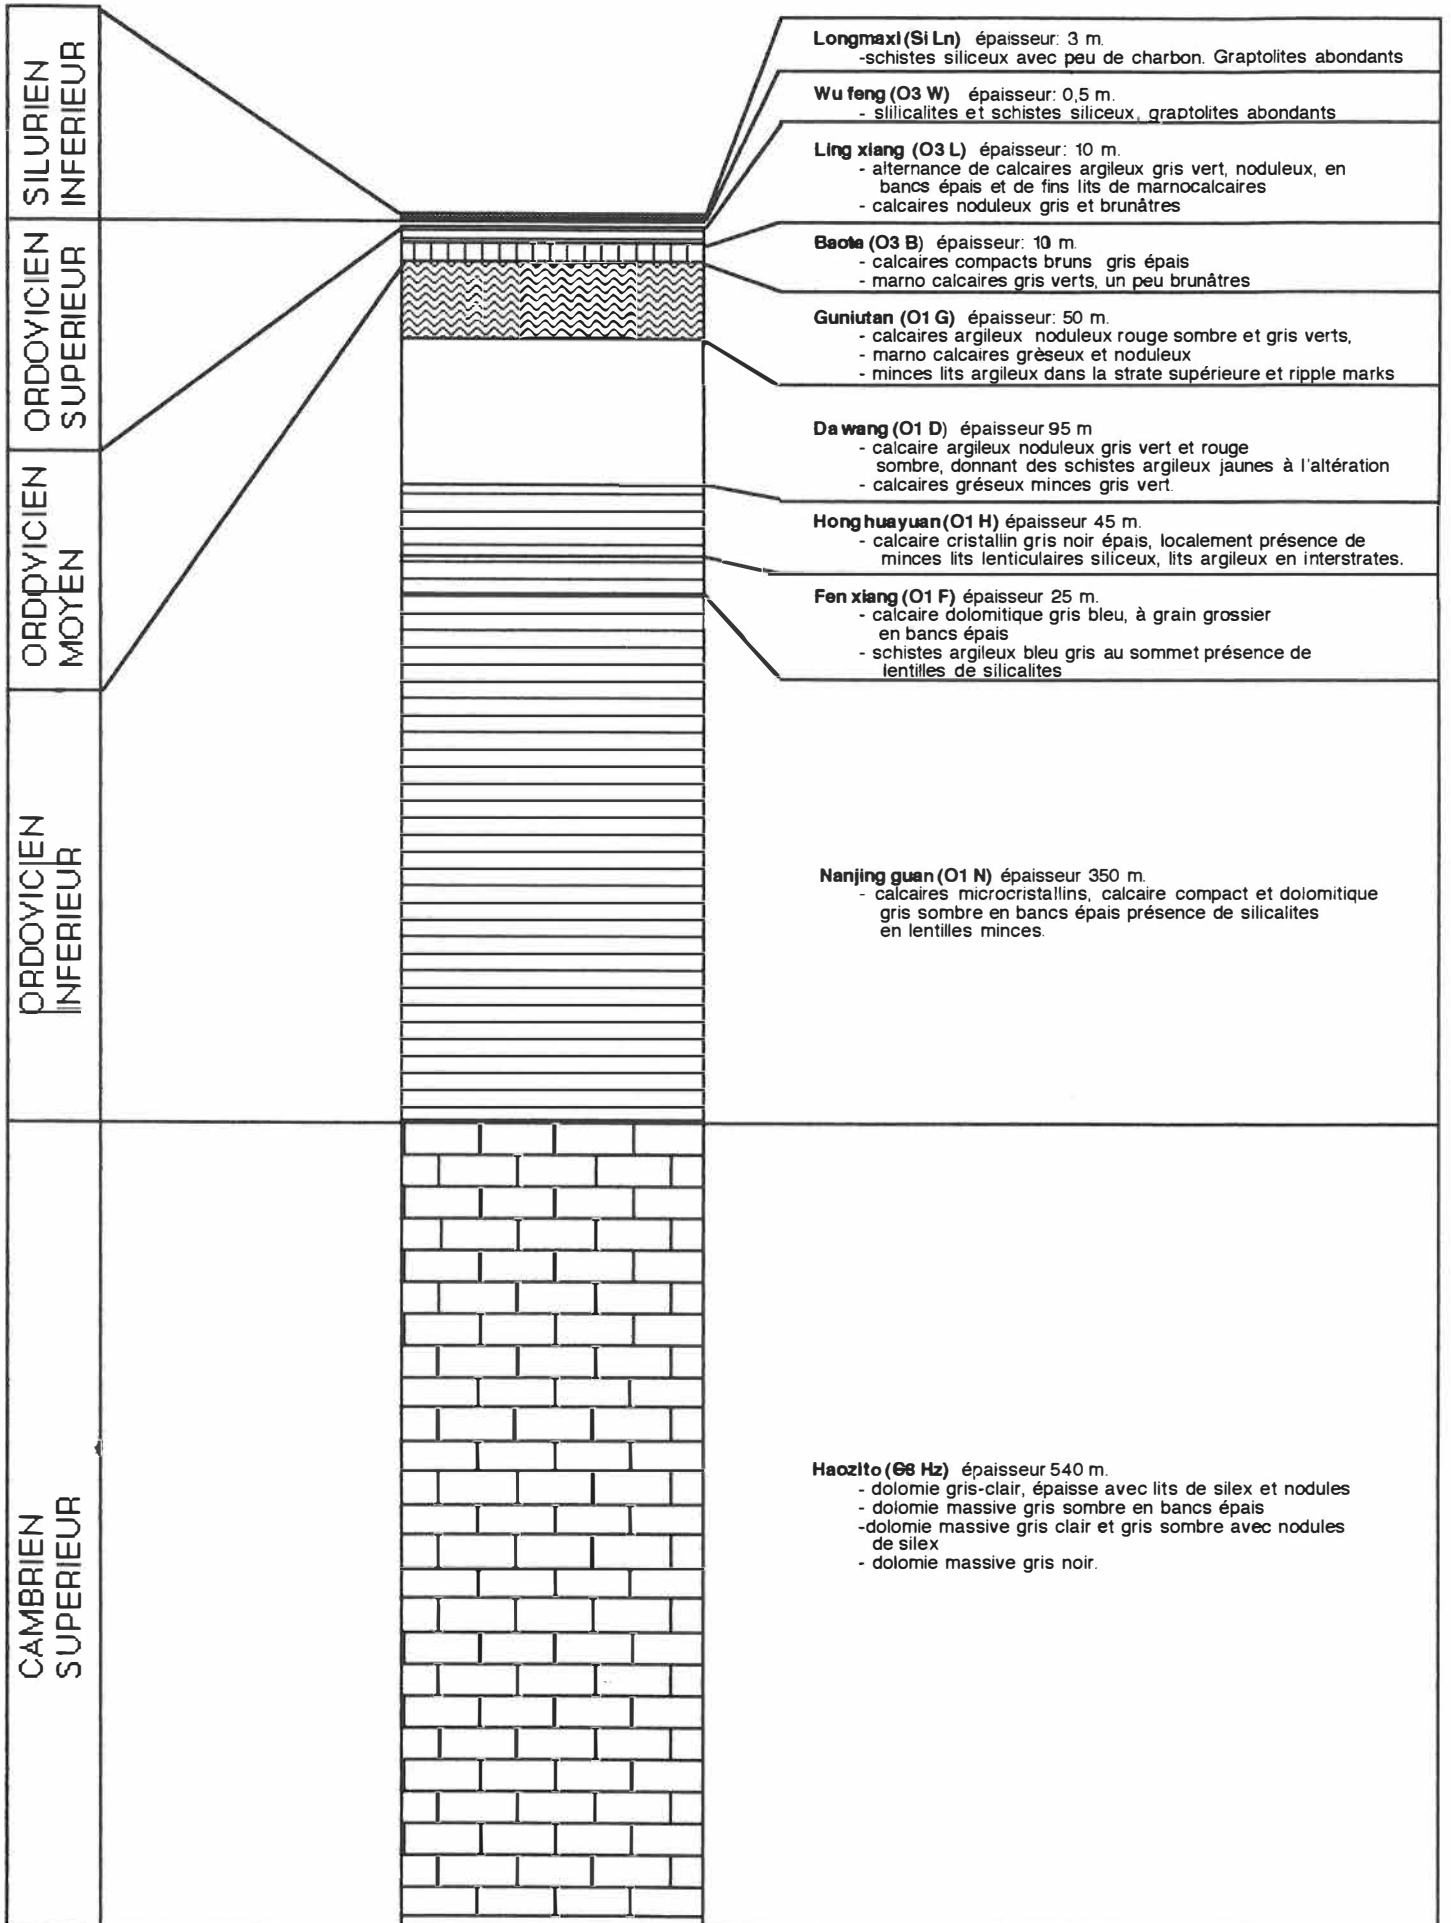 SILURIEN
INFERIEUR
ORDOVICIEN
SUPERIEUR
ORDOVICIEN
MOYEN
ORDOVICIEN
INFERIEUR
CAMBRIEN
SUPERIEUR
Longmaxi (Si Ln) épaisseur: 3 m.
-schistes siliceux avec peu de charbon. Graptolites abondants
Wu feng (O3 W) épaisseur: 0,5 m.
- slilicalites et schistes siliceux, graptolites abondants
Ling xiang (O3 L) épaisseur: 10 m.
- alternance de calcaires argileux gris vert, noduleux, en
bancs épais et de fins lits de marnocalcaires
- calcaires noduleux gris et brunâtres
Baota (O3 B) épaisseur: 10 m.
- calcaires compacts bruns gris épais
- marno calcaires gris verts, un peu brunâtres
Guniutan (O1 G) épaisseur: 50 m.
- calcaires argileux noduleux rouge sombre et gris verts,
- marno calcaires grèseux et noduleux
- minces lits argileux dans la strate supérieure et ripple marks
Da wang (O1 D) épaisseur 95 m
- calcaire argileux noduleux gris vert et rouge
sombre, donnant des schistes argileux jaunes à l'altération
- calcaires gréseux minces gris vert.
Hong huayuan (O1 H) épaisseur 45 m.
- calcaire cristallin gris noir épais, localement présence de
minces lits lenticulaires siliceux, lits argileux en interstrates.
Fen xiang (O1 F) épaisseur 25 m.
- calcaire dolomitique gris bleu, à grain grossier
en bancs épais
- schistes argileux bleu gris au sommet présence de
lentilles de silicalites
Nanjing guan (O1 N) épaisseur 350 m.
- calcaires microcristallins, calcaire compact et dolomitique
gris sombre en bancs épais présence de silicalites
en lentilles minces.
Haozito (Hz) épaisseur 540 m.
- dolomie gris-clair, épaisse avec lits de silex et nodules
- dolomie massive gris sombre en bancs épais
-dolomie massive gris clair et gris sombre avec nodules
de silex
- dolomie massive gris noir.